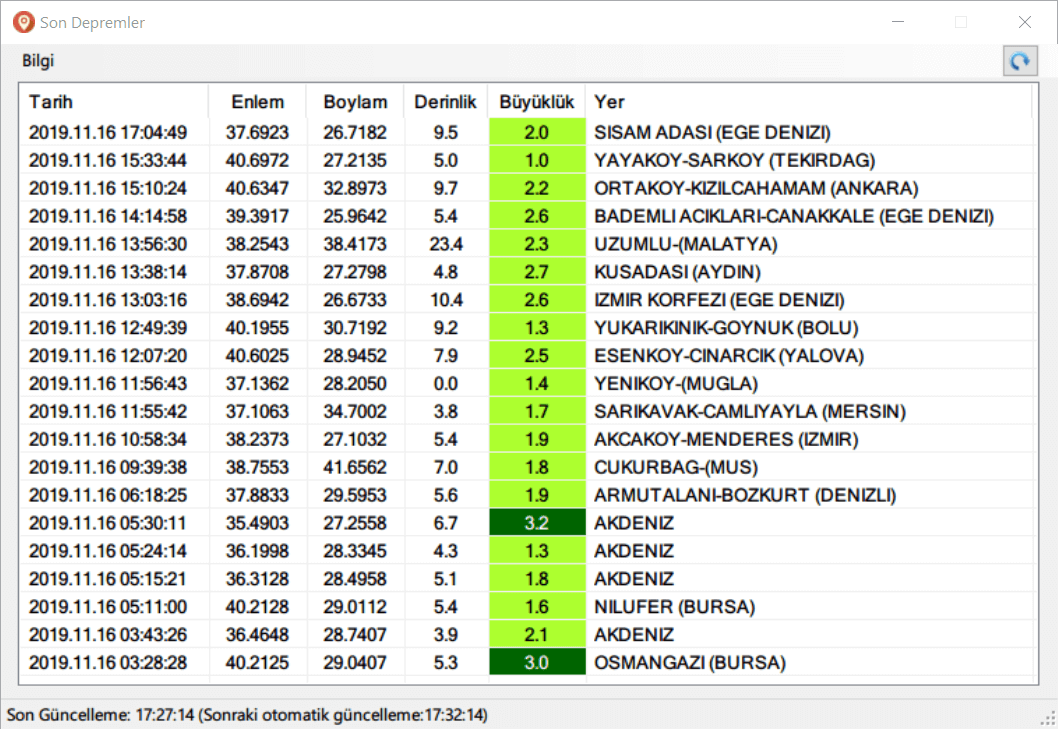 Son Depremler
Bilgi
Tarih Enlem Boylam Derinlik Büyüklük Yer
2019.11.16 17:04:49 37.6923 26.7182 9.5 2.0 SISAM ADASI (EGE DENIZI)
2019.11.16 15:33:44 40.6972 27.2135 5.0 1.0 YAYAKOY-SARKOY (TEKIRDAG)
2019.11.16 15:10:24 40.6347 32.8973 9.7 2.2 ORTAKOY-KIZILCAHAMAM (ANKARA)
2019.11.16 14:14:58 39.3917 25.9642 5.4 2.6 BADEMLI ACIKLARI-CANAKKALE (EGE DENIZI)
2019.11.16 13:56:30 38.2543 38.4173 23.4 2.3 UZUMLU-(MALATYA)
2019.11.16 13:38:14 37.8708 27.2798 4.8 2.7 KUSADASI (AYDIN)
2019.11.16 13:03:16 38.6942 26.6733 10.4 2.6 IZMIR KORFEZI (EGE DENIZI)
2019.11.16 12:49:39 40.1955 30.7192 9.2 1.3 YUKARIKINIK-GOYNUK (BOLU)
2019.11.16 12:07:20 40.6025 28.9452 7.9 2.5 ESENKOY-CINARCIK (YALOVA)
2019.11.16 11:56:43 37.1362 28.2050 0.0 1.4 YENIKOY-(MUGLA)
2019.11.16 11:55:42 37.1063 34.7002 3.8 1.7 SARIKAVAK-CAMLIYAYLA (MERSIN)
2019.11.16 10:58:34 38.2373 27.1032 5.4 1.9 AKCAKOY-MENDERES (IZMIR)
2019.11.16 09:39:38 38.7553 41.6562 7.0 1.8 CUKURBAG-(MUS)
2019.11.16 06:18:25 37.8833 29.5953 5.6 1.9 ARMUTALANI-BOZKURT (DENIZLI)
2019.11.16 05:30:11 35.4903 27.2558 6.7 3.2 AKDENIZ
2019.11.16 05:24:14 36.1998 28.3345 4.3 1.3 AKDENIZ
2019.11.16 05:15:21 36.3128 28.4958 5.1 1.8 AKDENIZ
2019.11.16 05:11:00 40.2128 29.0112 5.4 1.6 NILUFER (BURSA)
2019.11.16 03:43:26 36.4648 28.7407 3.9 2.1 AKDENIZ
2019.11.16 03:28:28 40.2125 29.0407 5.3 3.0 OSMANGAZI (BURSA)
Son Güncelleme: 17:27:14 (Sonraki otomatik güncelleme:17:32:14)